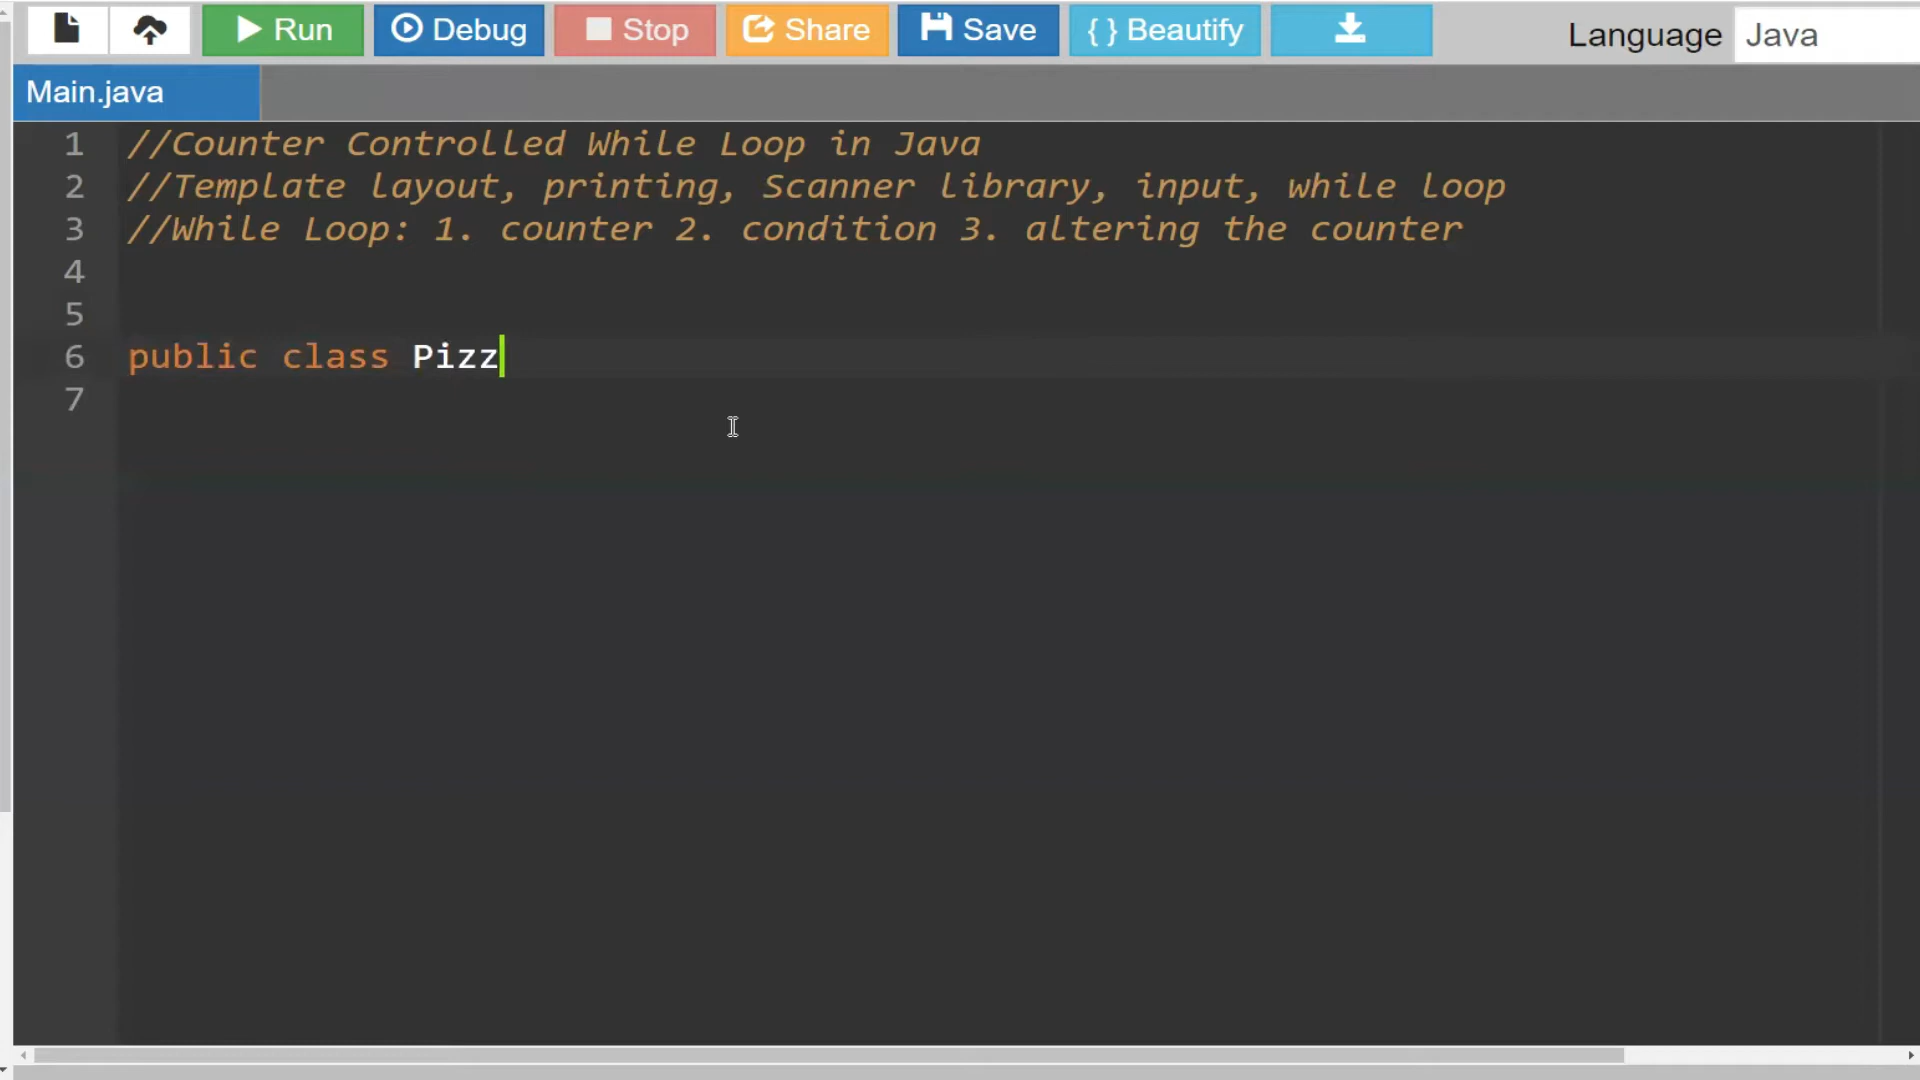 Run Debug Stop Share Save { } Beautify Language Java
Main.java
1 //Counter Controlled While Loop in Java
2 //Template layout, printing, Scanner library, input, while loop
3 //While Loop: 1. counter 2. condition 3. altering the counter
4
5
6 public class Pizz
7